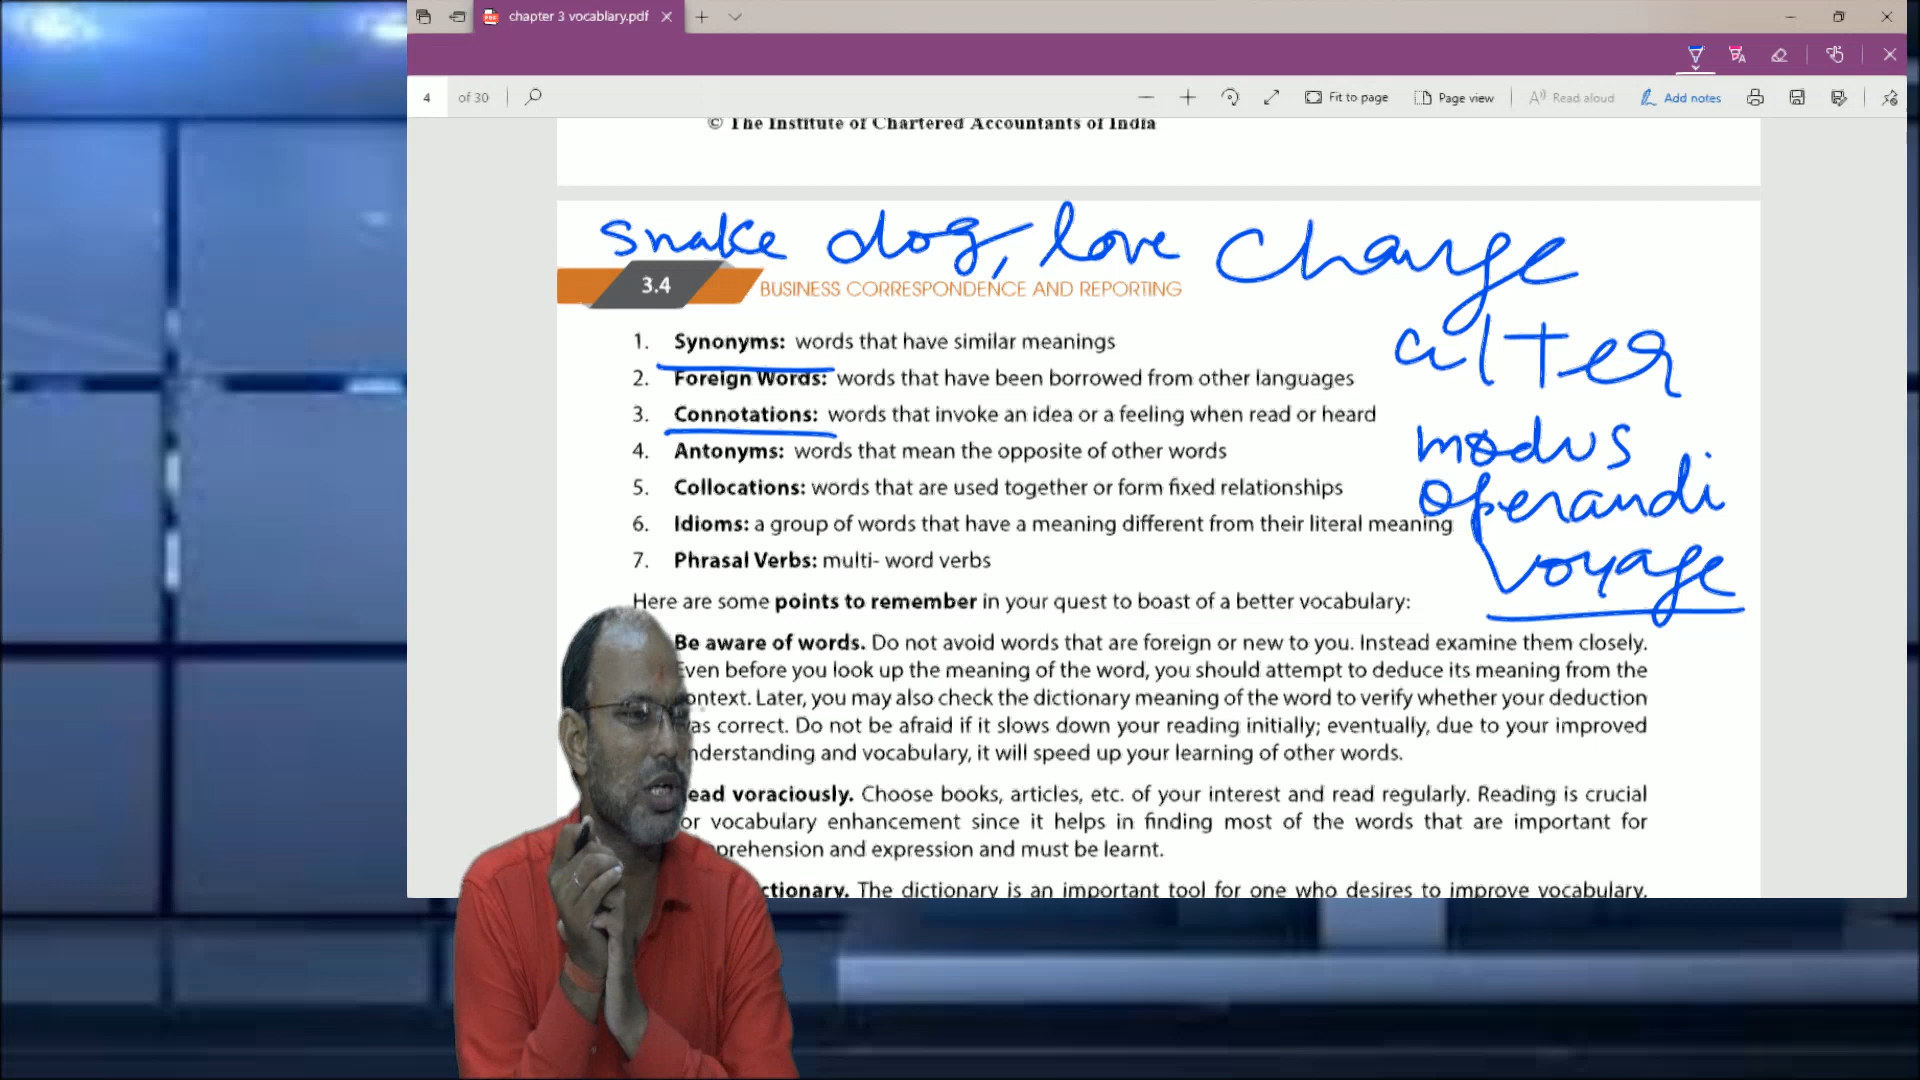 chapter 3 vocablary.pdf
4 of 30 Fit to page Page view Read aloud Add notes
© The Institute of Chartered Accountants of India
snake dog, love change
3.4 BUSINESS CORRESPONDENCE AND REPORTING
alter
modus
operandi
voyage
1. Synonyms: words that have similar meanings
2. Foreign Words: words that have been borrowed from other languages
3. Connotations: words that invoke an idea or a feeling when read or heard
4. Antonyms: words that mean the opposite of other words
5. Collocations: words that are used together or form fixed relationships
6. Idioms: a group of words that have a meaning different from their literal meaning
7. Phrasal Verbs: multi- word verbs
Here are some points to remember in your quest to boast of a better vocabulary:
Be aware of words. Do not avoid words that are foreign or new to you. Instead examine them closely.
Even before you look up the meaning of the word, you should attempt to deduce its meaning from the
ontext. Later, you may also check the dictionary meaning of the word to verify whether your deduction
as correct. Do not be afraid if it slows down your reading initially; eventually, due to your improved
nderstanding and vocabulary, it will speed up your learning of other words.
ead voraciously. Choose books, articles, etc. of your interest and read regularly. Reading is crucial
or vocabulary enhancement since it helps in finding most of the words that are important for
prehension and expression and must be learnt.
ctionary. The dictionary is an important tool for one who desires to improve vocabulary.